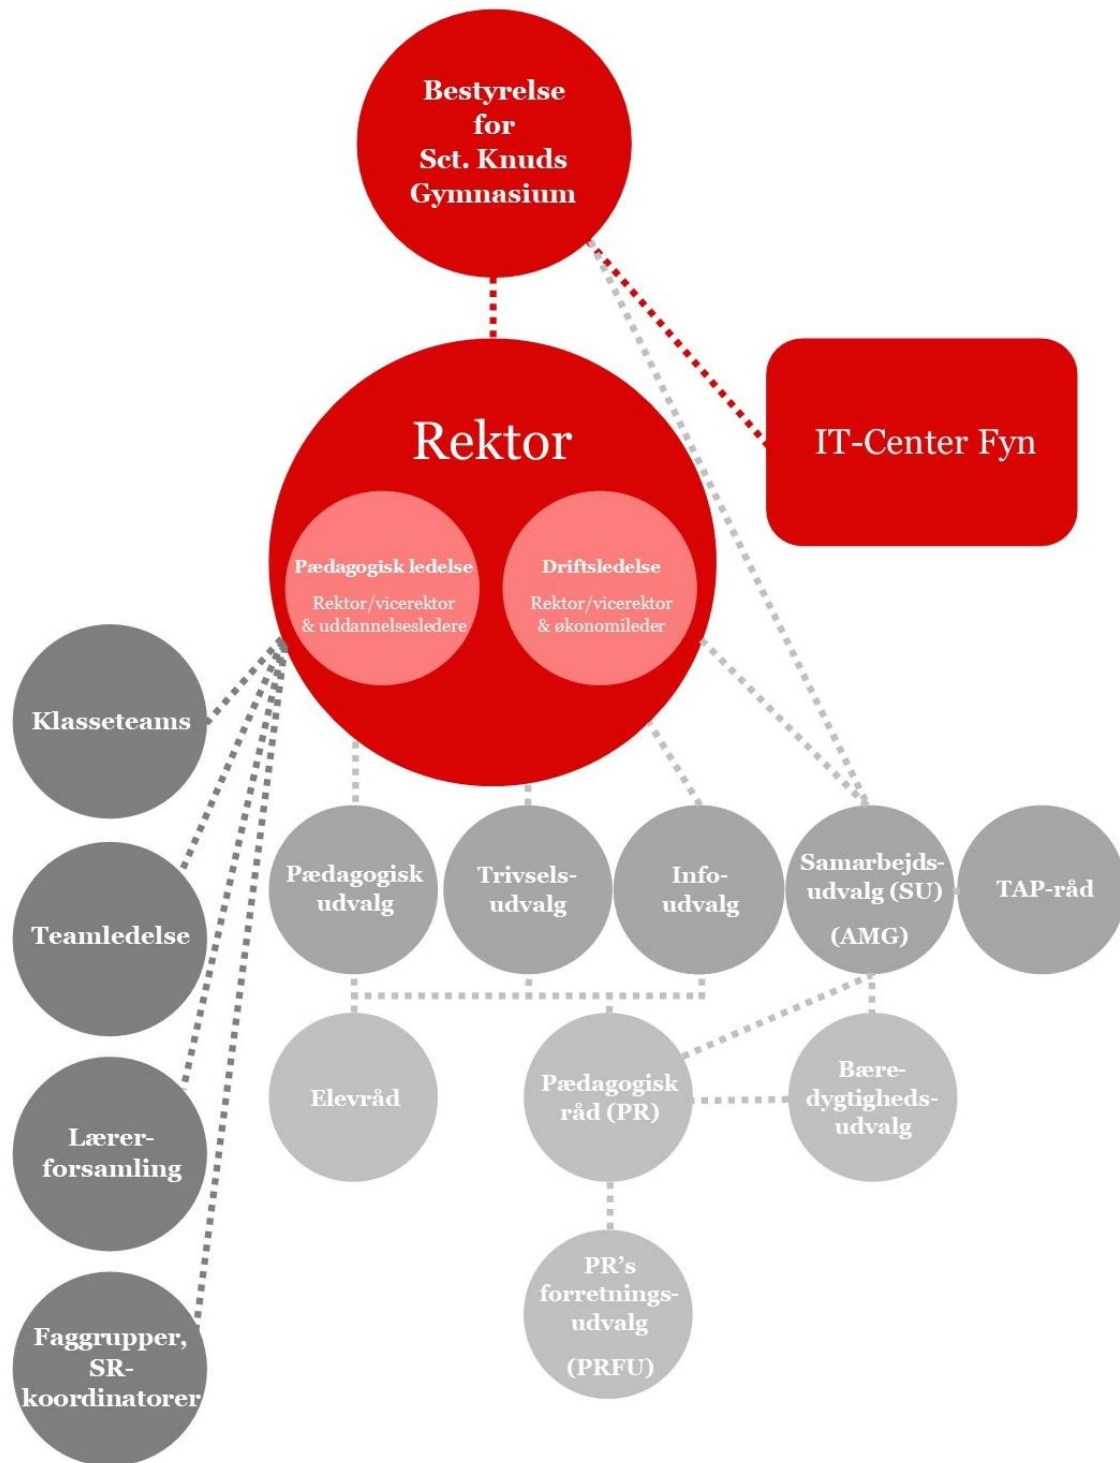 Bestyrelse
for
Sct. Knuds
Gymnasium
Rektor
IT-Center Fyn
Pædagogisk ledelse
Rektor/vicerektor
& uddannelsesledere
Driftsledelse
Rektor/vicerektor
& økonomileder
Klasseteams
Teamledelse
Lærer-
forsamling
Faggrupper,
SR-
koordinatorer
Pædagogisk
udvalg
Trivsels-
udvalg
Info-
udvalg
Samarbejds-
udvalg (SU)
(AMG)
TAP-råd
Elevråd
Pædagogisk
råd (PR)
Bære-
dygtigheds-
udvalg
PR’s
forretnings-
udvalg
(PRFU)